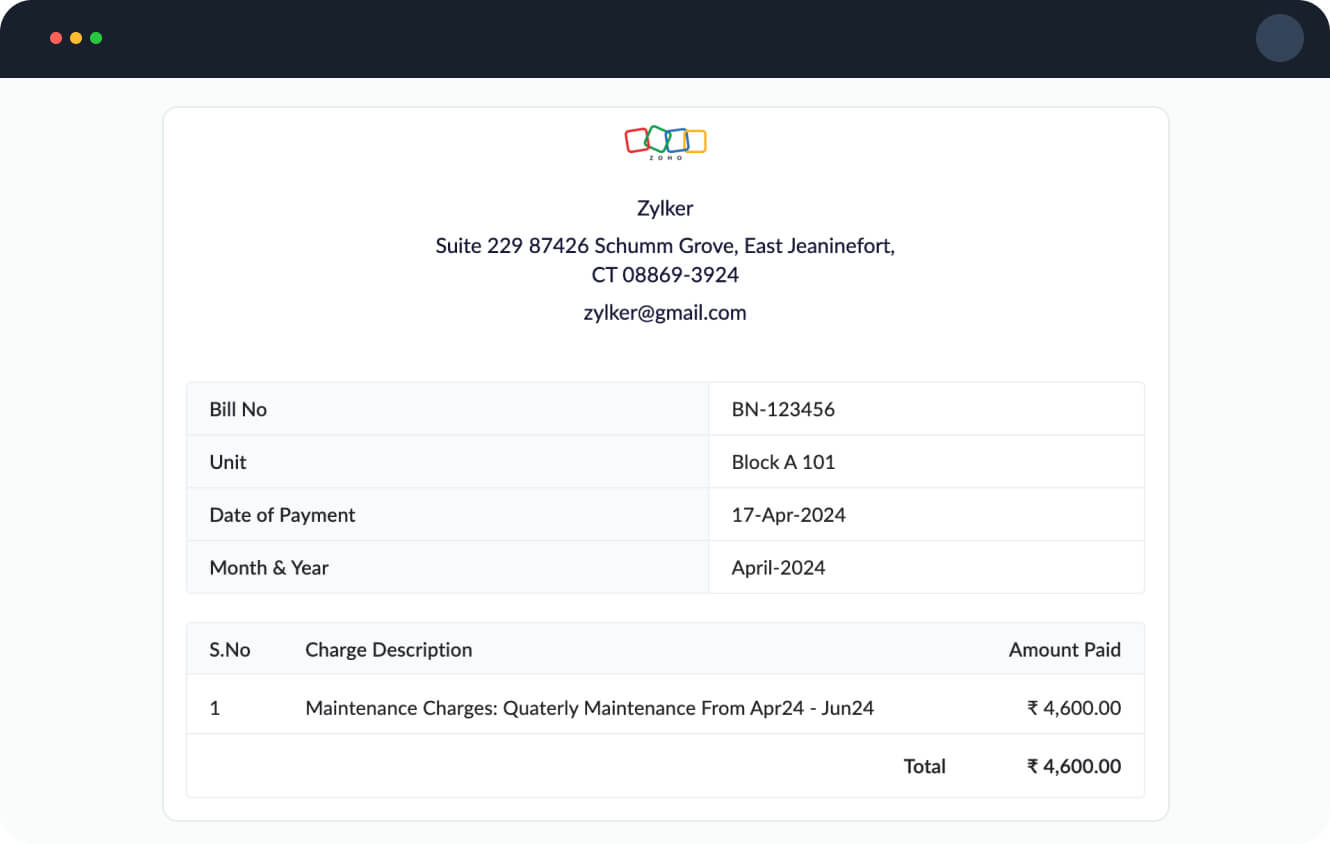 ZOHO
Zylker
Suite 229 87426 Schumm Grove, East Jeaninefort,
CT 08869-3924
zylker@gmail.com
Bill No BN-123456
Unit Block A 101
Date of Payment 17-Apr-2024
Month & Year April-2024
S.No Charge Description Amount Paid
1 Maintenance Charges: Quaterly Maintenance From Apr24 - Jun24 ₹ 4,600.00
Total ₹ 4,600.00